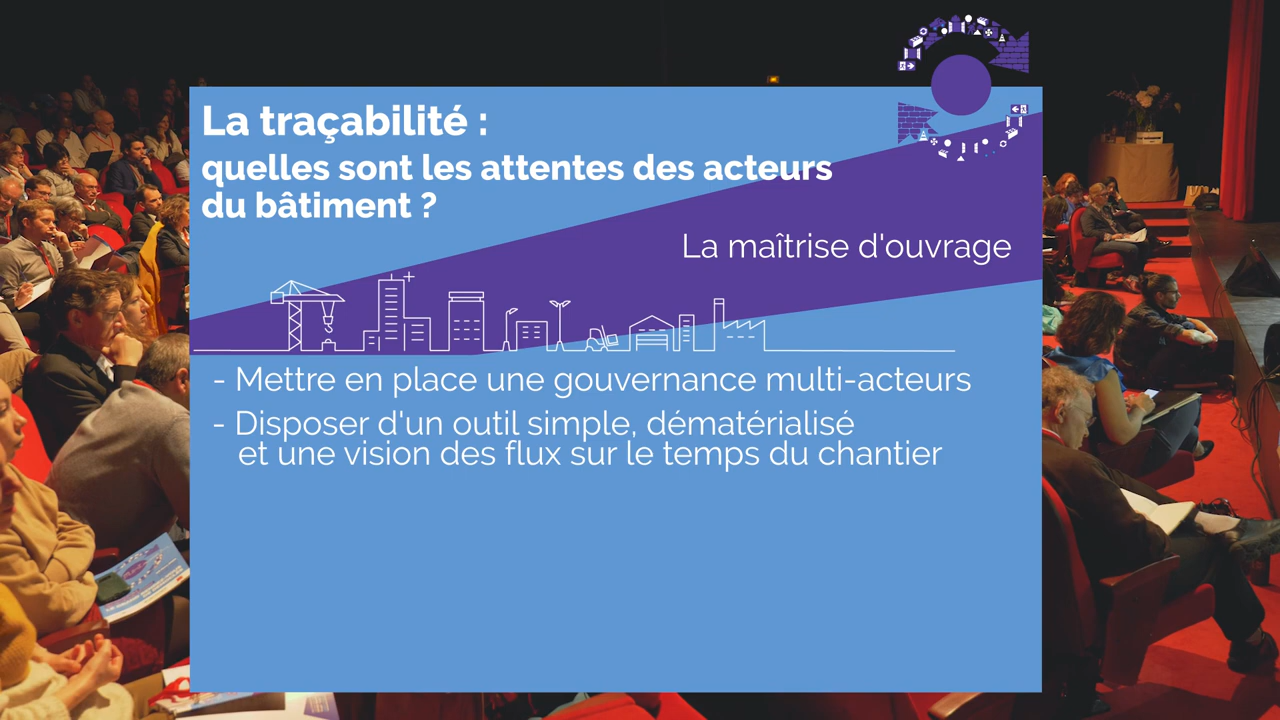 La traçabilité :
quelles sont les attentes des acteurs
du bâtiment ?
La maîtrise d'ouvrage
- Mettre en place une gouvernance multi-acteurs
- Disposer d'un outil simple, dématérialisé
et une vision des flux sur le temps du chantier